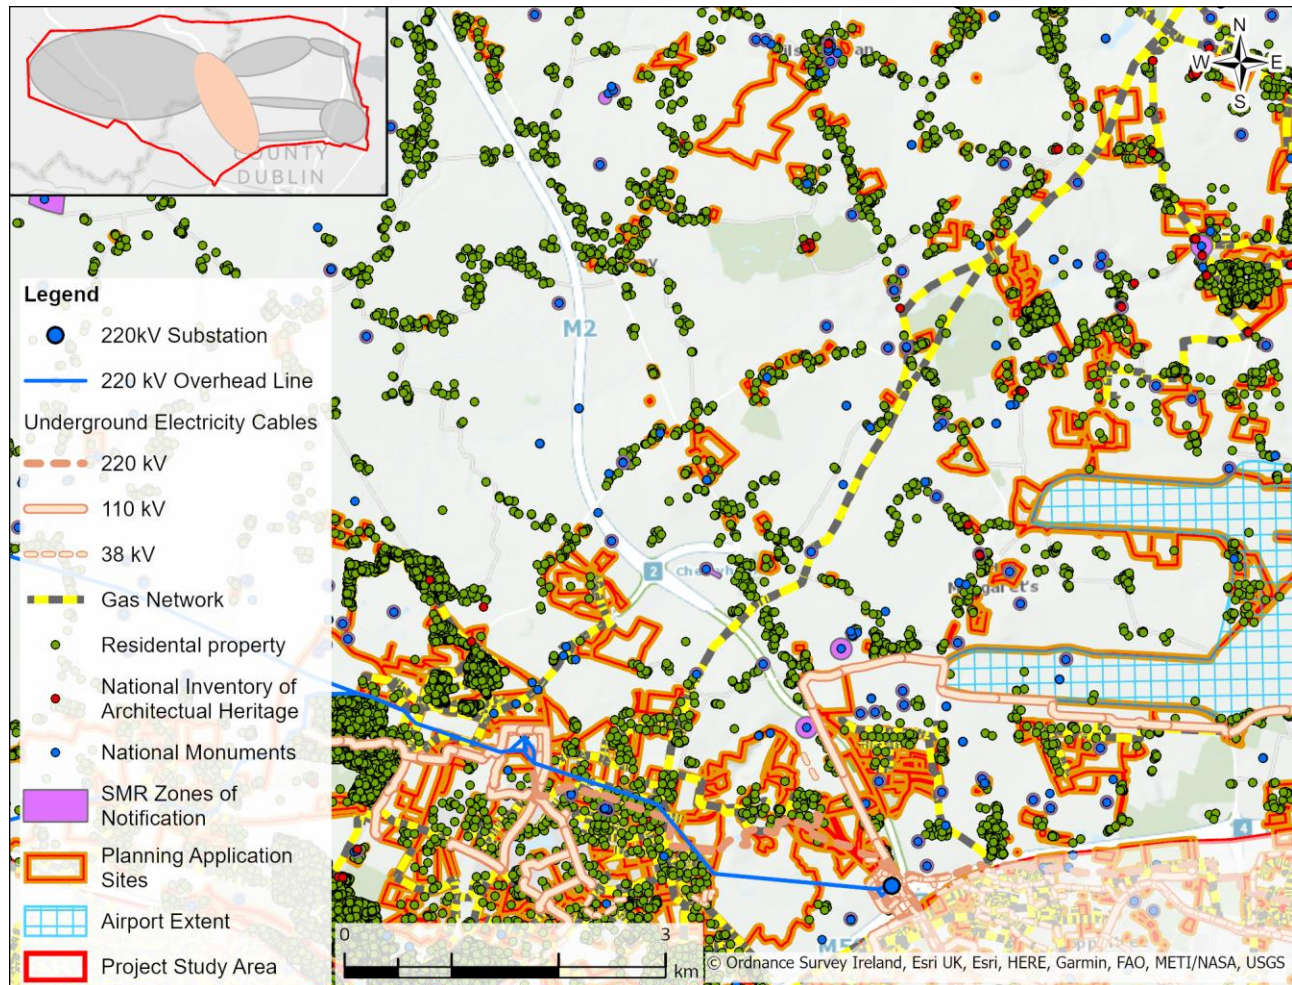 N
W E
S
COUNTY
DUBLIN
M2
Legend
220kV Substation
220 kV Overhead Line
Underground Electricity Cables
220 kV
110 kV
38 kV
Gas Network
Residental property
National Inventory of
Architectual Heritage
National Monuments
SMR Zones of
Notification
Planning Application
Sites
Airport Extent
Project Study Area
2
4
0 3
km
© Ordnance Survey Ireland, Esri UK, Esri, HERE, Garmin, FAO, METI/NASA, USGS